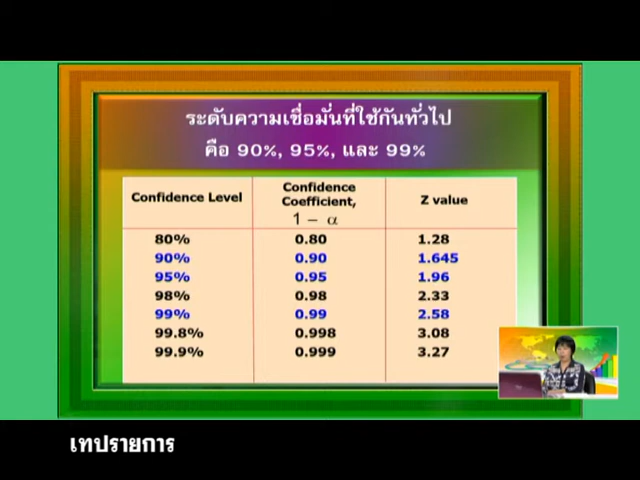 ระดับความเชื่อมั่นที่ใช้กันทั่วไป
คือ 90%, 95%, และ 99%
Confidence Level Confidence Coefficient, 1 – α Z value
80% 0.80 1.28
90% 0.90 1.645
95% 0.95 1.96
98% 0.98 2.33
99% 0.99 2.58
99.8% 0.998 3.08
99.9% 0.999 3.27
เทปรายการ